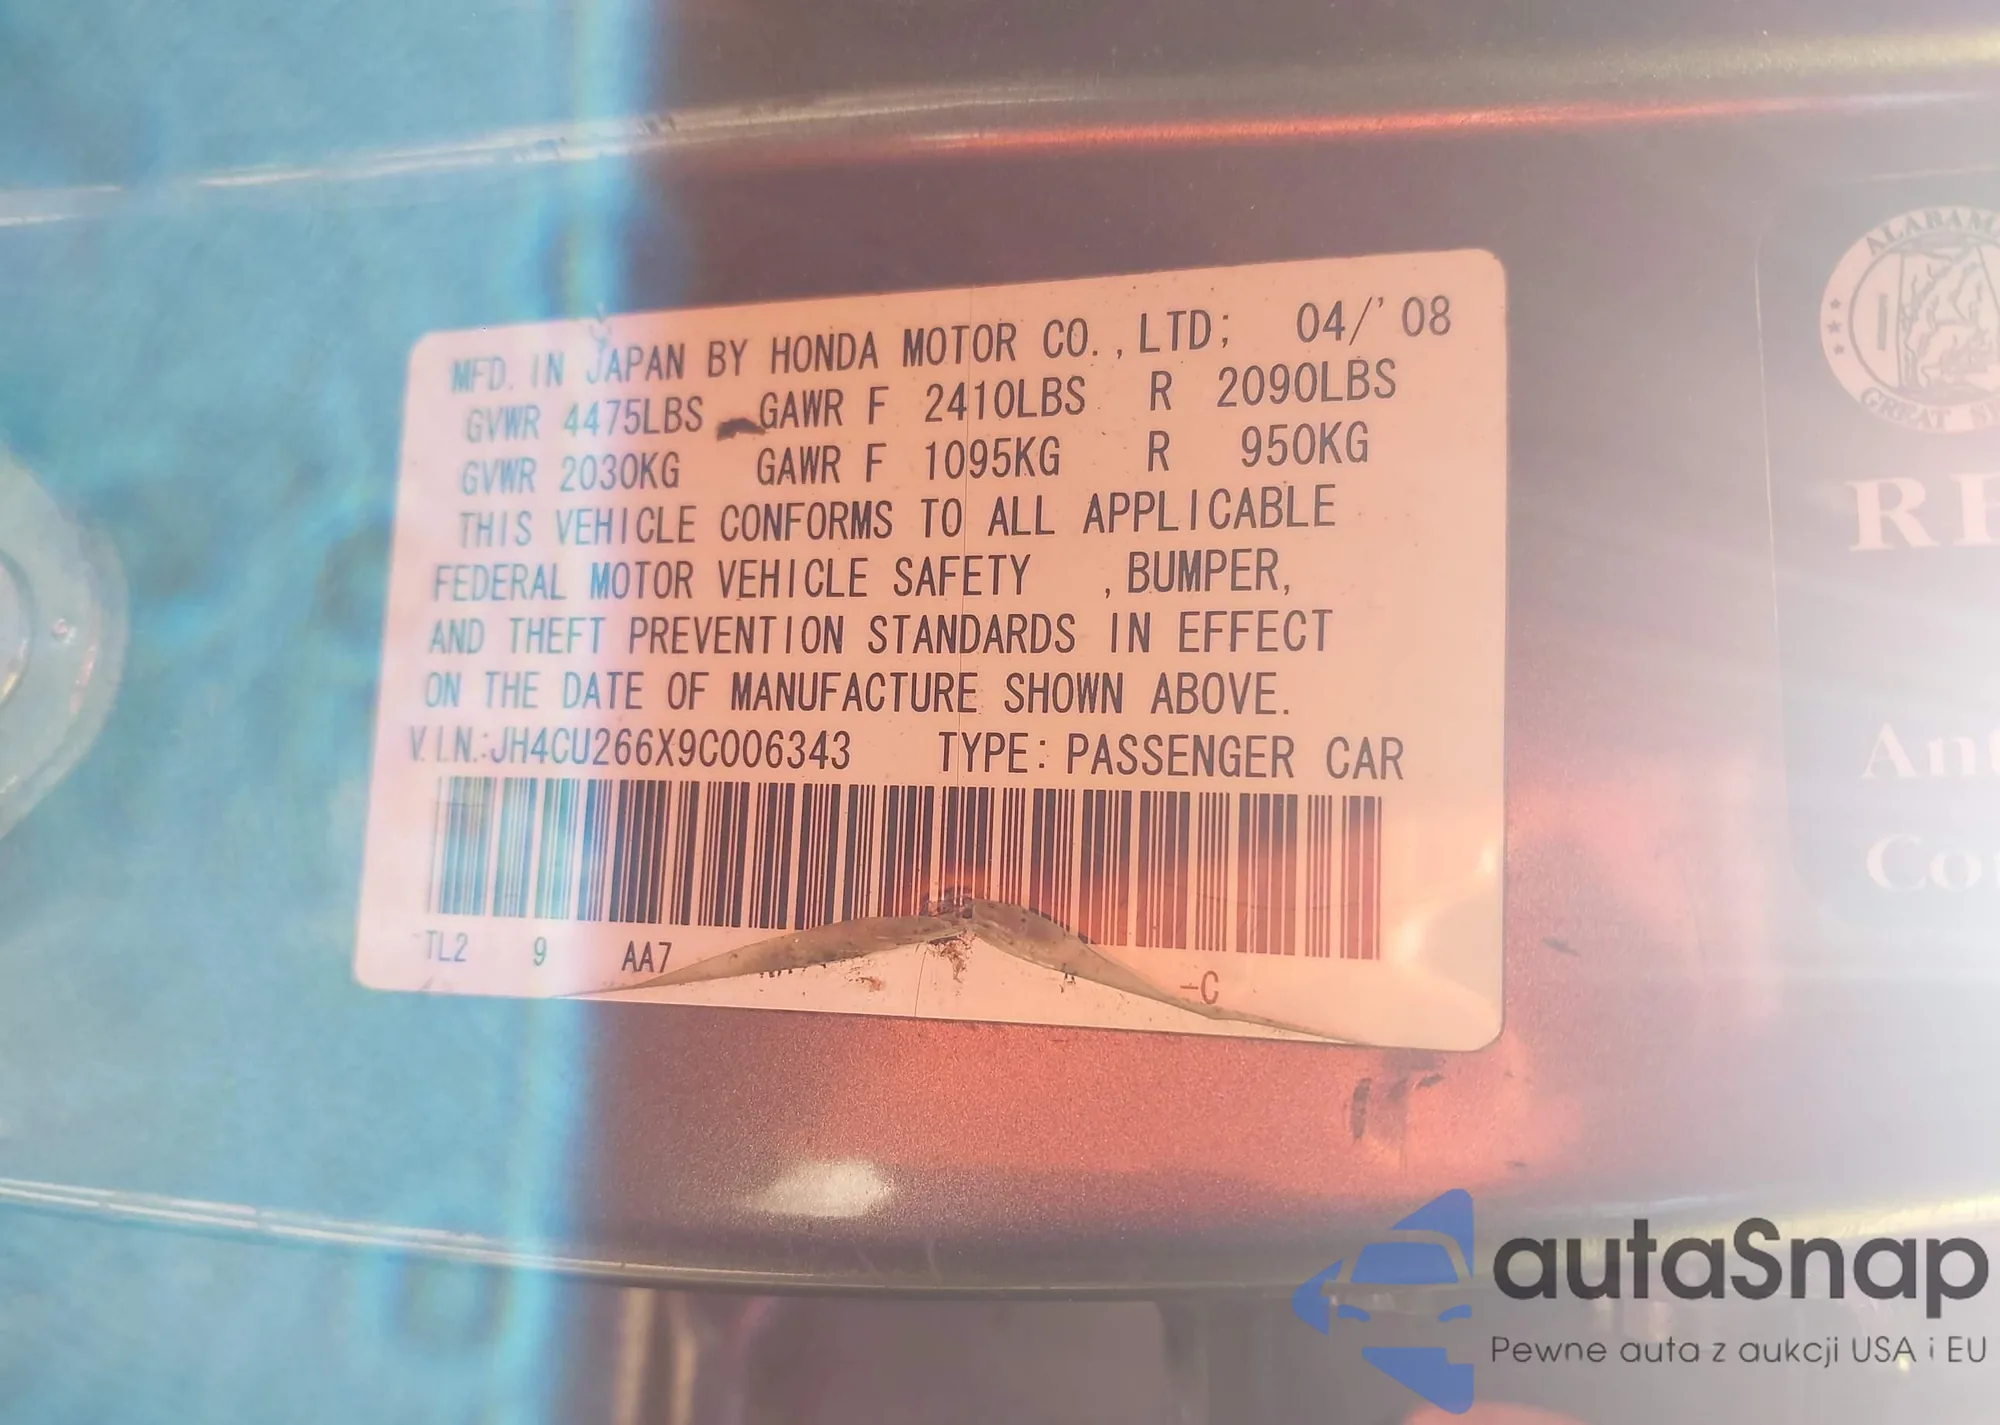 MFD. IN JAPAN BY HONDA MOTOR CO., LTD; 04/'08
GVWR 4475LBS GAWR F 2410LBS R 2090LBS
GVWR 2030KG GAWR F 1095KG R 950KG
THIS VEHICLE CONFORMS TO ALL APPLICABLE
FEDERAL MOTOR VEHICLE SAFETY ,BUMPER,
AND THEFT PREVENTION STANDARDS IN EFFECT
ON THE DATE OF MANUFACTURE SHOWN ABOVE.
V.I.N.:JH4CU266X9C006343 TYPE: PASSENGER CAR
TL2 9 AA7 -C
ALABAMA
GREAT
autaSnap
Pewne auta z aukcji USA i EU